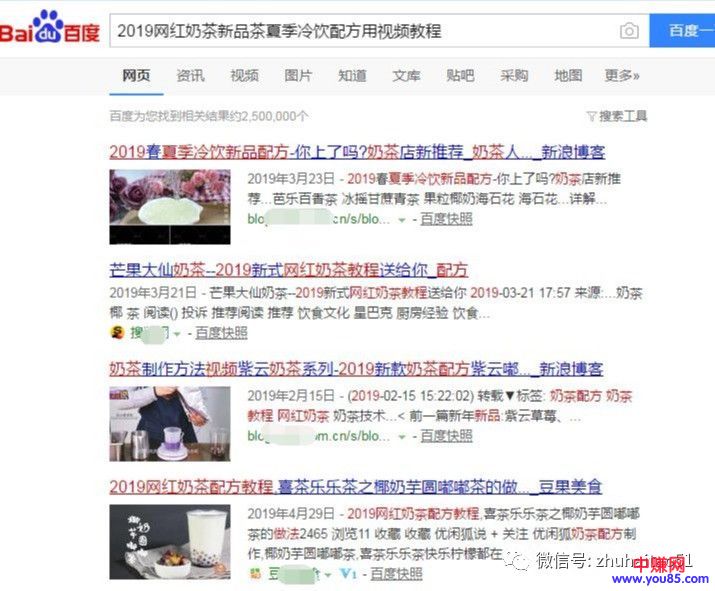 Bai du 百度
2019网红奶茶新品茶夏季冷饮配方用视频教程
百度一
网页 资讯 视频 图片 知道 文库 贴吧 采购 地图 更多»
百度为您找到相关结果约2,500,000个
搜索工具
2019春夏季冷饮新品配方-你上了吗?奶茶店新推荐_奶茶人..._新浪博客
2019年3月23日 - 2019春夏季冷饮新品配方-你上了吗?奶茶店新推
荐...芭乐百香茶 冰摇甘蔗青茶 果粒椰奶海石花 海石花...详解...
blo cn/s/blo... - 百度快照
芒果大仙奶茶--2019新式网红奶茶教程送给你_配方
2019年3月21日 - 芒果大仙奶茶--2019新式网红奶茶教程送给你 2019-03-21 17:57 来源:...奶茶
椰 茶 阅读() 投诉 推荐阅读 推荐 饮食文化 星巴克 厨房经验 饮食...
搜 - 百度快照
奶茶制作方法视频紫云奶茶系列-2019新款奶茶配方紫云嘟..._新浪博客
2019年2月15日 - (2019-02-15 15:22:02) 转载▼标签: 奶茶配方 奶茶
教程 网红奶茶 奶茶技术...< 前一篇新年新品:紫云草莓、...
blog om.cn/s/blo... - 百度快照
2019网红奶茶配方教程,喜茶乐乐茶之椰奶芋圆嘟嘟茶的做..._豆果美食
2019年4月29日 - 2019网红奶茶配方教程,喜茶乐乐茶之椰奶芋圆嘟嘟
茶的做法2465 浏览11 收藏 收藏 优闲狐说 + 关注 优闲狐奶茶配方制
作,椰奶芋圆嘟嘟茶,喜茶乐乐茶快乐柠檬都在
豆 V1 - 百度快照
微信号: zhuh
中赚网
www.you85.com